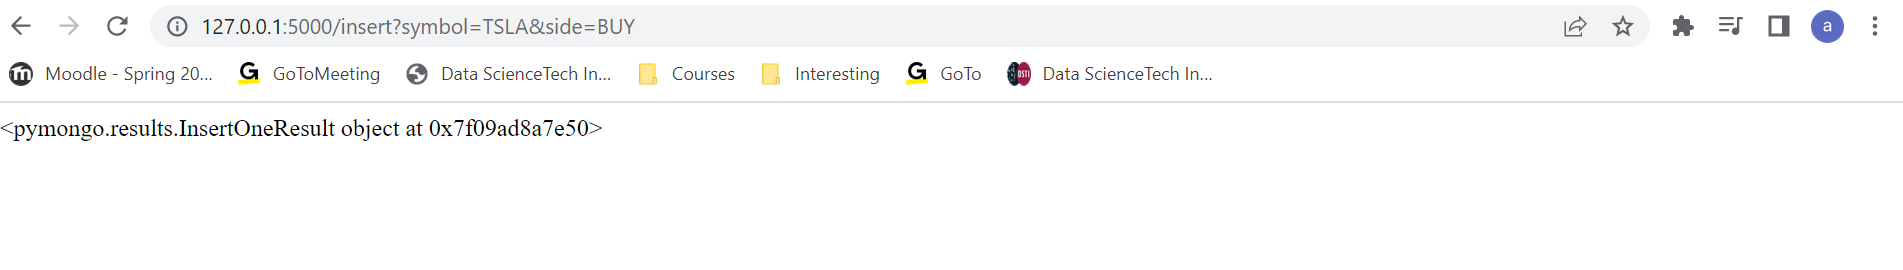 127.0.0.1:5000/insert?symbol=TSLA&side=BUY
a
Moodle - Spring 20... GoToMeeting Data ScienceTech In... Courses Interesting GoTo DSTI Data ScienceTech In...
<pymongo.results.InsertOneResult object at 0x7f09ad8a7e50>